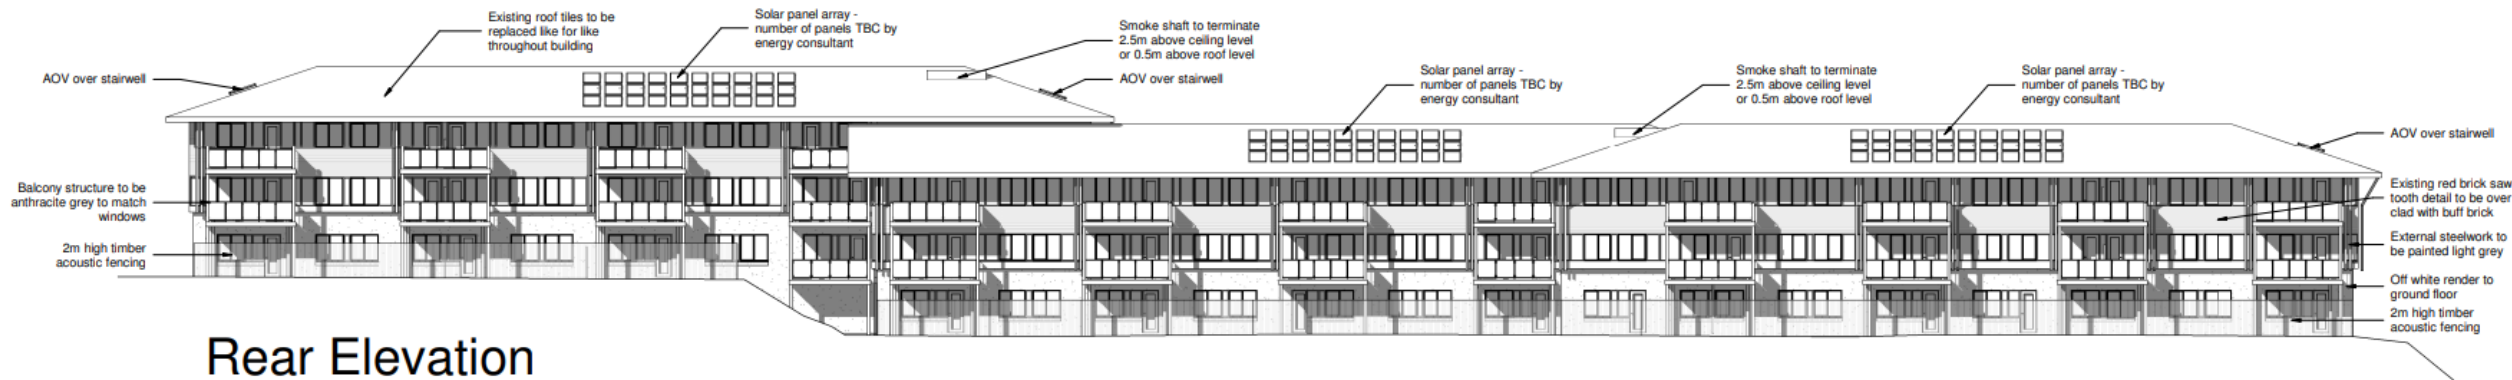 Existing roof tiles to be
replaced like for like
throughout building
Solar panel array -
number of panels TBC by
energy consultant
Smoke shaft to terminate
2.5m above ceiling level
or 0.5m above roof level
AOV over stairwell
AOV over stairwell
Solar panel array -
number of panels TBC by
energy consultant
Smoke shaft to terminate
2.5m above ceiling level
or 0.5m above roof level
Solar panel array -
number of panels TBC by
energy consultant
AOV over stairwell
Balcony structure to be
anthracite grey to match
windows
2m high timber
acoustic fencing
Existing red brick saw
tooth detail to be over
clad with buff brick
External steelwork to
be painted light grey
Off white render to
ground floor
2m high timber
acoustic fencing
Rear Elevation